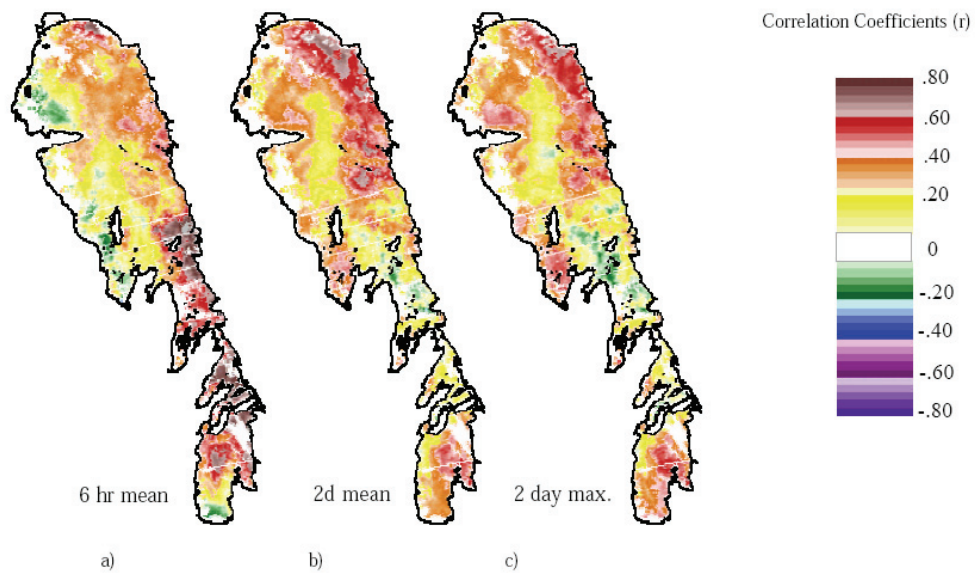 Correlation Coefficients (r)
.80
.60
.40
.20
0
-.20
-.40
-.60
-.80
6 hr mean
2d mean
2 day max.
a)
b)
c)